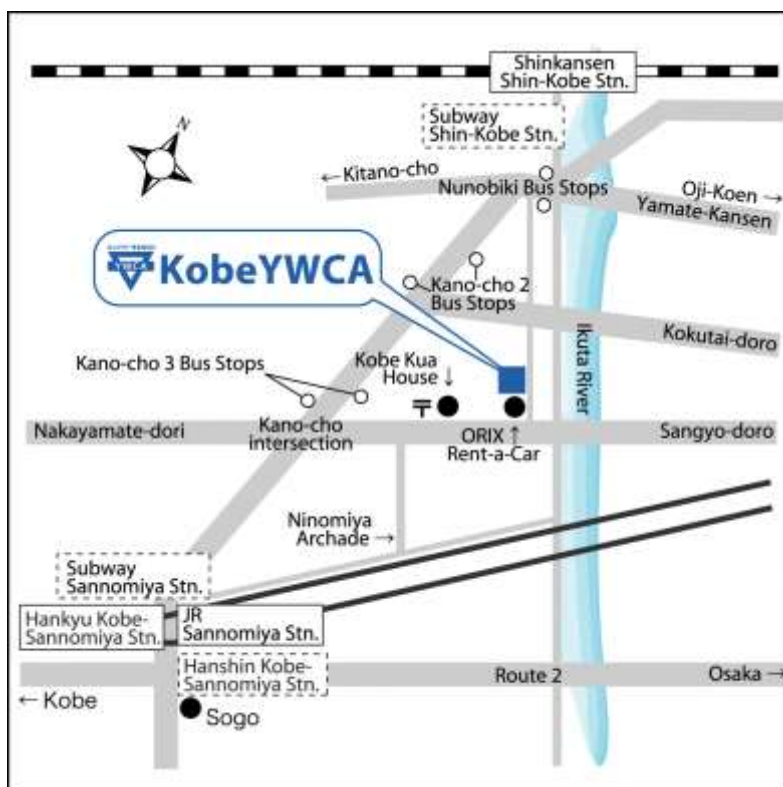 Shinkansen
Shin-Kobe Stn.
N
Subway
Shin-Kobe Stn.
← Kitano-cho
Nunobiki Bus Stops
Oji-Koen →
Yamate-Kansen
YWCA
KobeYWCA
Kano-cho 2
Bus Stops
Ikuta River
Kokutai-doro
Kano-cho 3 Bus Stops
Kobe Kua
House ↓
〒
Nakayamate-dori
Kano-cho
intersection
ORIX ↑
Rent-a-Car
Sangyo-doro
Ninomiya
Archade →
Subway
Sannomiya Stn.
Hankyu Kobe-
Sannomiya Stn.
JR
Sannomiya Stn.
Hanshin Kobe-
Sannomiya Stn.
Route 2
Osaka →
← Kobe
Sogo